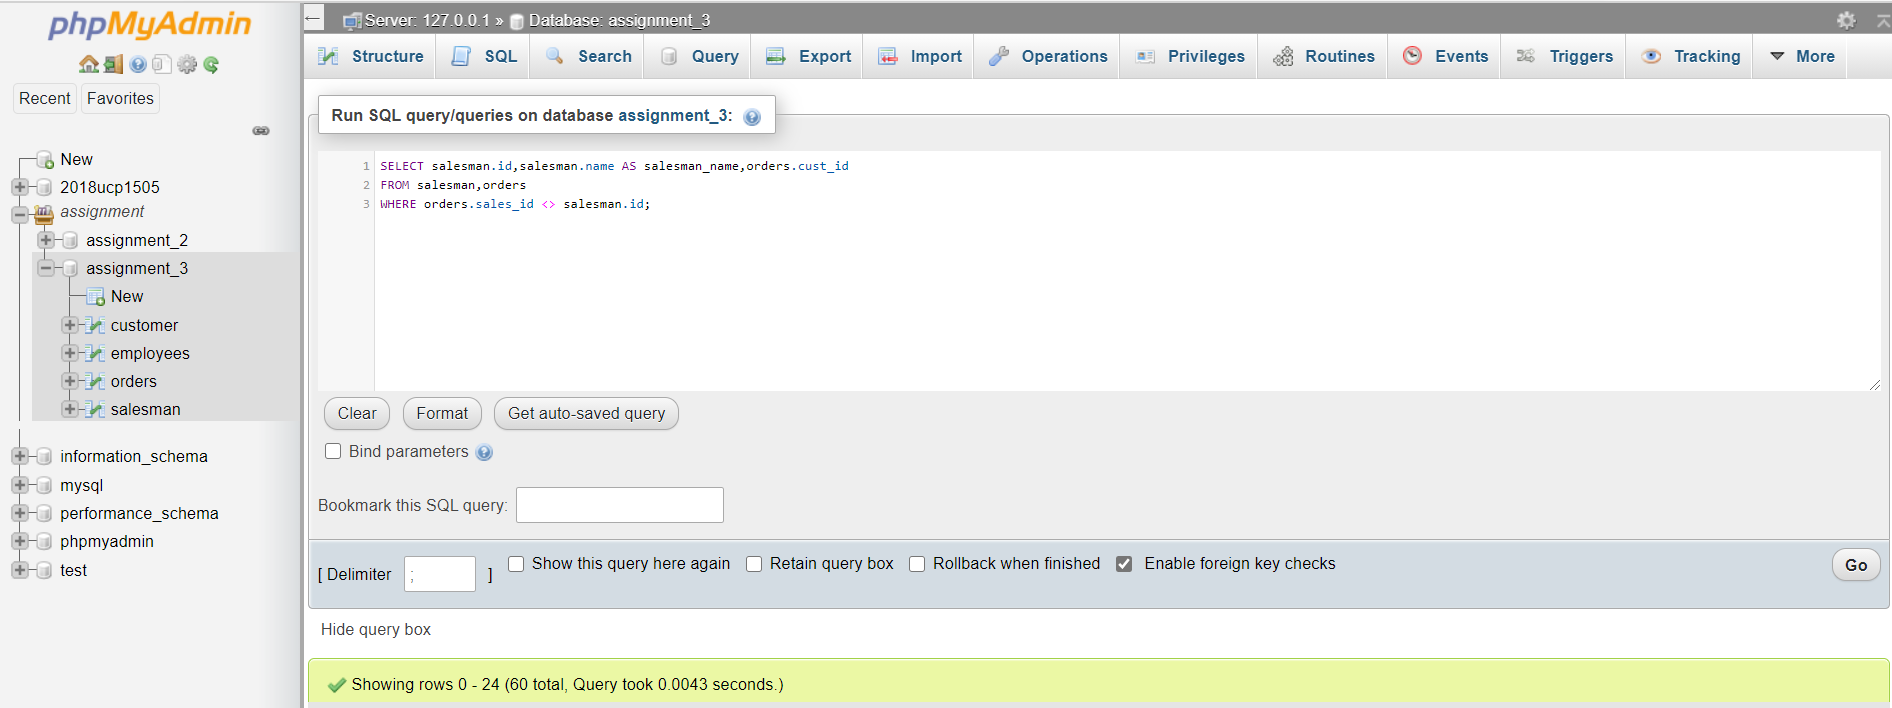 phpMyAdmin
Recent
Favorites
New
2018ucp1505
assignment
assignment_2
assignment_3
New
customer
employees
orders
salesman
information_schema
mysql
performance_schema
phpmyadmin
test
← Server: 127.0.0.1 » Database: assignment_3
Structure SQL Search Query Export Import Operations Privileges Routines Events Triggers Tracking More
Run SQL query/queries on database assignment_3:
1 SELECT salesman.id,salesman.name AS salesman_name,orders.cust_id
2 FROM salesman,orders
3 WHERE orders.sales_id <> salesman.id;
Clear Format Get auto-saved query
Bind parameters
Bookmark this SQL query:
[ Delimiter ; ] Show this query here again Retain query box Rollback when finished Enable foreign key checks Go
Hide query box
Showing rows 0 - 24 (60 total, Query took 0.0043 seconds.)